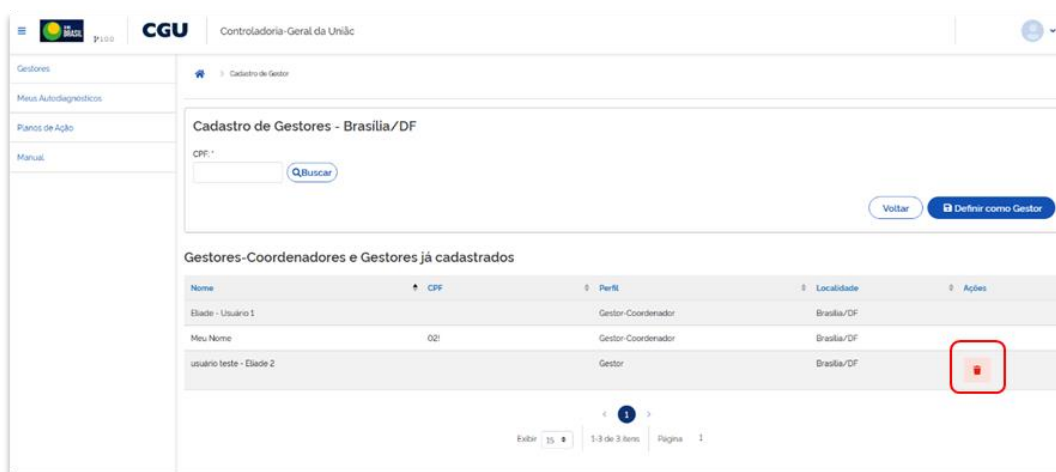 EM BRASIL
CGU Controladoria-Geral da União
Gestores
Meus Autodiagnósticos
Planos de Ação
Manual
> Cadastro de Gestor
Cadastro de Gestores - Brasília/DF
CPF: *
Buscar
Voltar Definir como Gestor
Gestores-Coordenadores e Gestores já cadastrados
Nome CPF Perfil Localidade Ações
Eliade - Usuário 1 Gestor-Coordenador Brasília/DF
Meu Nome 02! Gestor-Coordenador Brasília/DF
usuário teste - Eliade 2 Gestor Brasília/DF
< 1 >
Exibir 15 1-3 de 3 itens Página 1